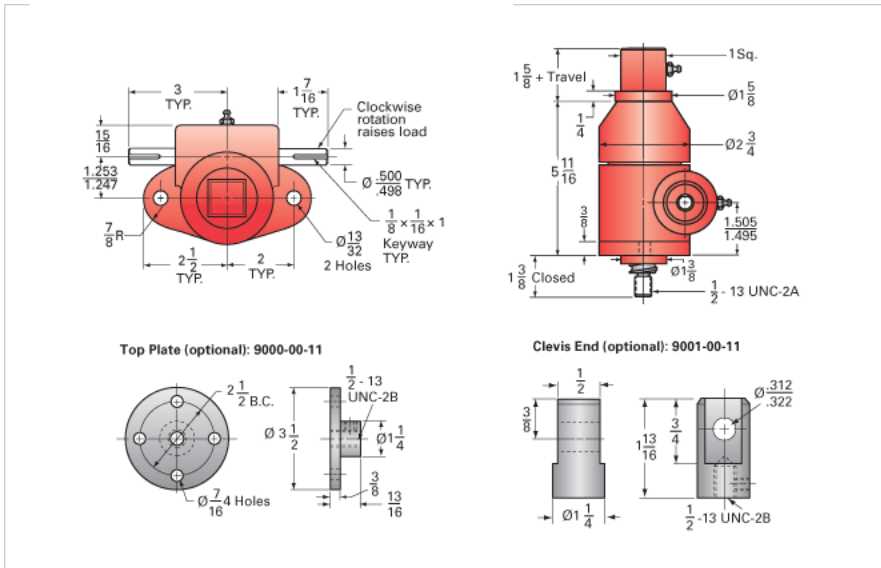 3
TYP.
1 7/16
TYP.
Clockwise
rotation
raises load
15/16
1.253
1.247
Ø .500
.498 TYP.
1/8 × 1/16 × 1
Keyway
TYP.
7/8 R
Ø 13/32
2 Holes
2 1/2
TYP.
2
TYP.
1 Sq.
1 5/8 + Travel
Ø1 5/8
1/4
Ø2 3/4
5 11/16
3/8
1.505
1.495
1 3/8 Closed
Ø1 3/8
1/2 - 13 UNC-2A
Top Plate (optional): 9000-00-11
2 1/2 B.C.
1/2 - 13
UNC-2B
Ø 3 1/2
Ø1 1/4
Ø 7/16 4 Holes
3/8
13/16
Clevis End (optional): 9001-00-11
1/2
3/8
Ø1 1/4
Ø .312
.322
3/4
1 13/16
1/2 -13 UNC-2B